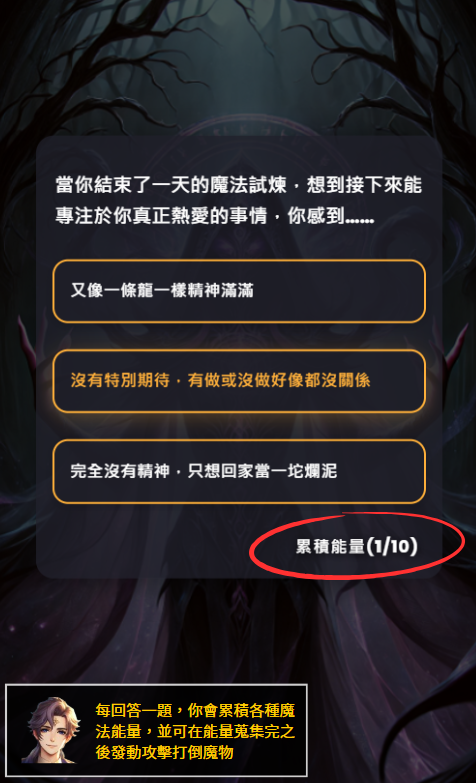 當你結束了一天的魔法試煉，想到接下來能
專注於你真正熱愛的事情，你感到……
又像一條龍一樣精神滿滿
沒有特別期待，有做或沒做好像都沒關係
完全沒有精神，只想回家當一坨爛泥
累積能量(1/10)
每回答一題，你會累積各種魔
法能量，並可在能量蒐集完之
後發動攻擊打倒魔物